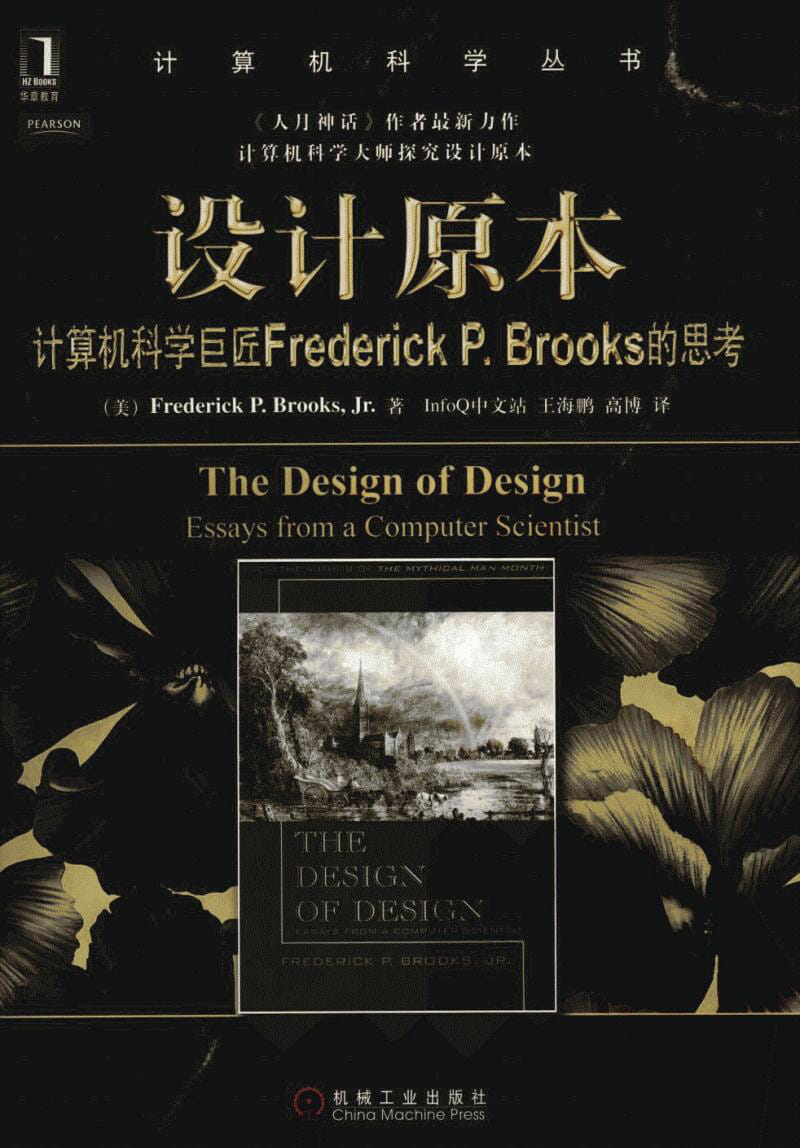 HZ BOOKS
华章教育
PEARSON
计算机科学丛书
《人月神话》作者最新力作
计算机科学大师探究设计原本
设计原本
计算机科学巨匠Frederick P. Brooks的思考
(美) Frederick P. Brooks, Jr. 著 InfoQ中文站 王海鹏 高博 译
The Design of Design
Essays from a Computer Scientist
THE AUTHOR OF THE MYTHICAL MAN-MONTH
THE
DESIGN
OF DESIGN
ESSAYS FROM A COMPUTER SCIENTIST
FREDERICK P. BROOKS, JR.
机械工业出版社
China Machine Press